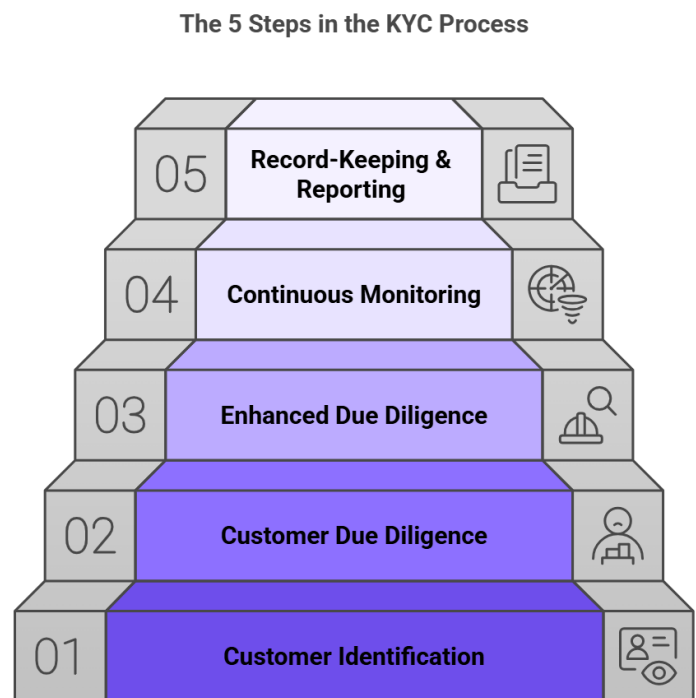 The 5 Steps in the KYC Process
05
Record-Keeping &
Reporting
04
Continuous Monitoring
03
Enhanced Due Diligence
02
Customer Due Diligence
01
Customer Identification